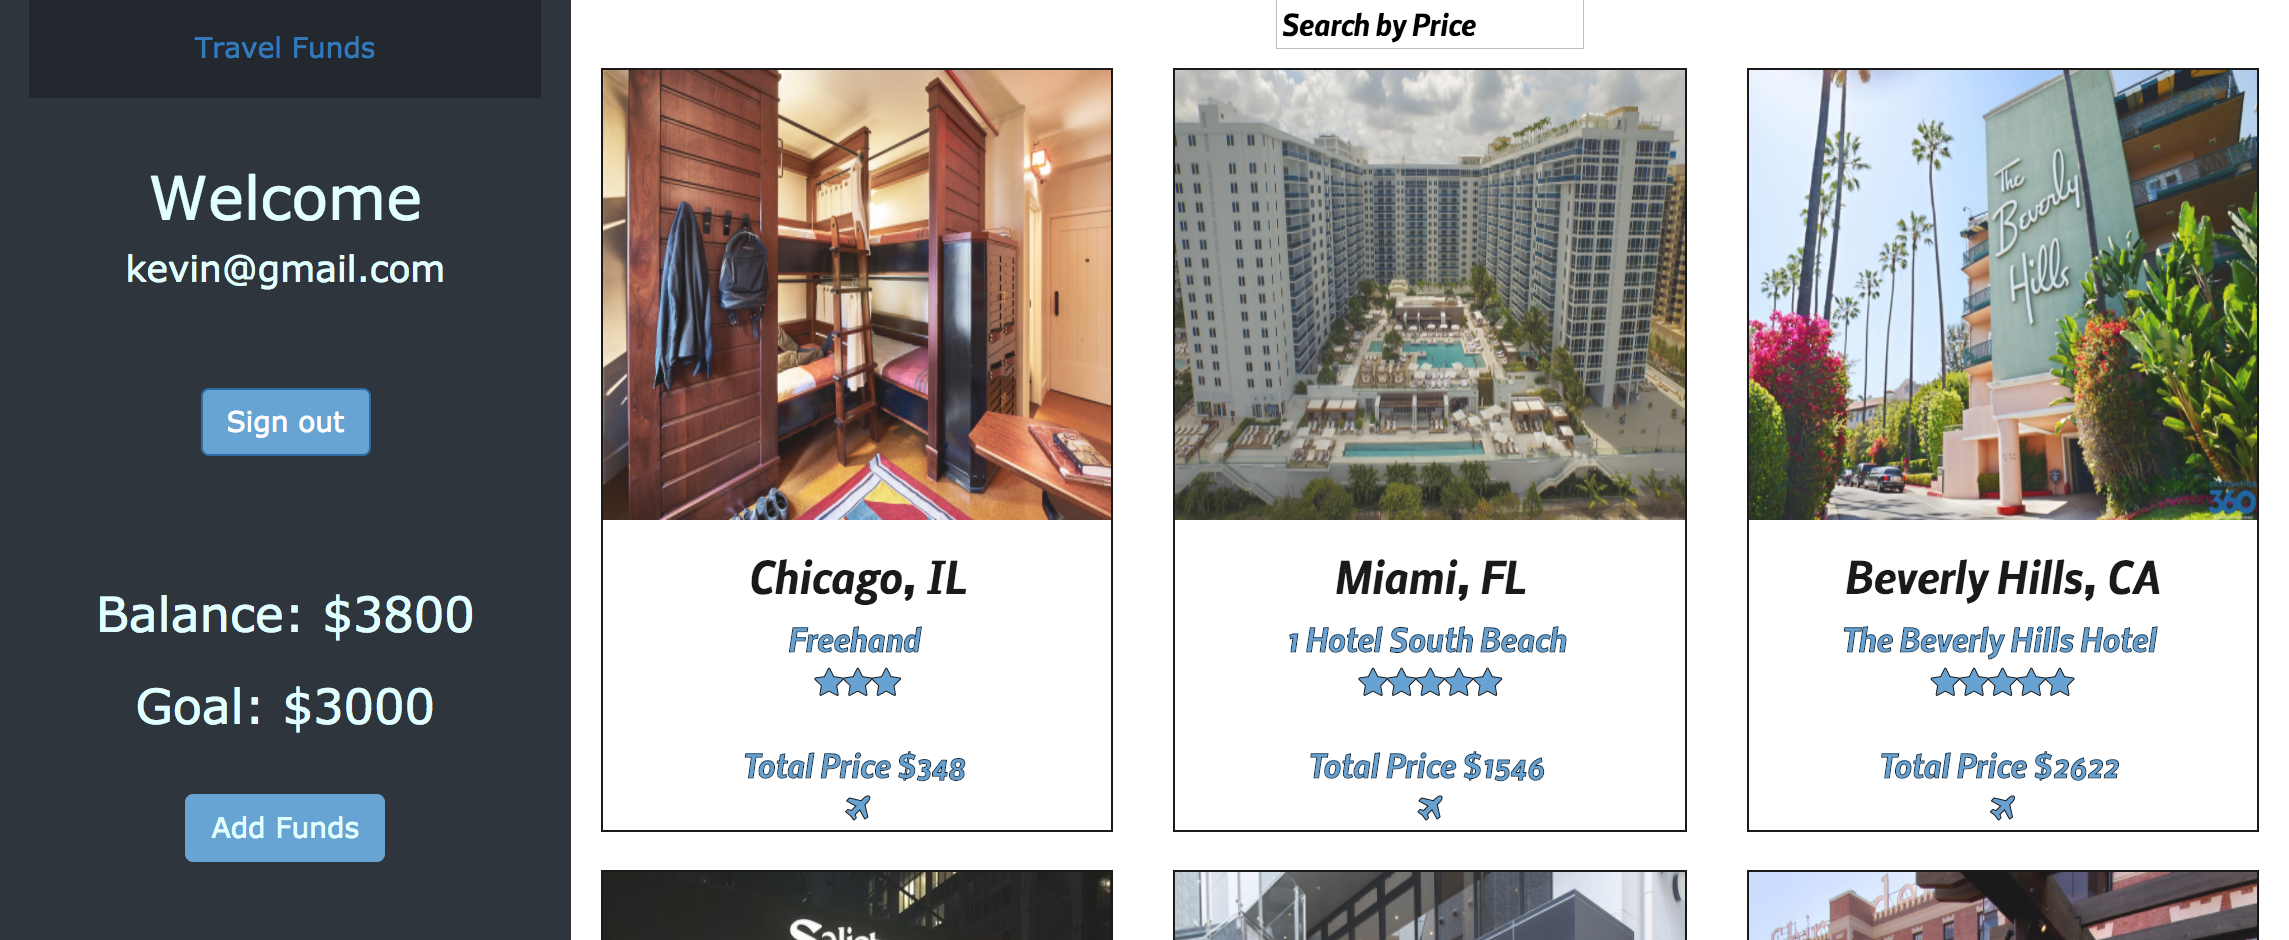 Travel Funds
Welcome
kevin@gmail.com
Sign out
Balance: $3800
Goal: $3000
Add Funds
Search by Price
The
Beverly
Hills
360
Chicago, IL
Freehand
Total Price $348
Miami, FL
1 Hotel South Beach
Total Price $1546
Beverly Hills, CA
The Beverly Hills Hotel
Total Price $2622